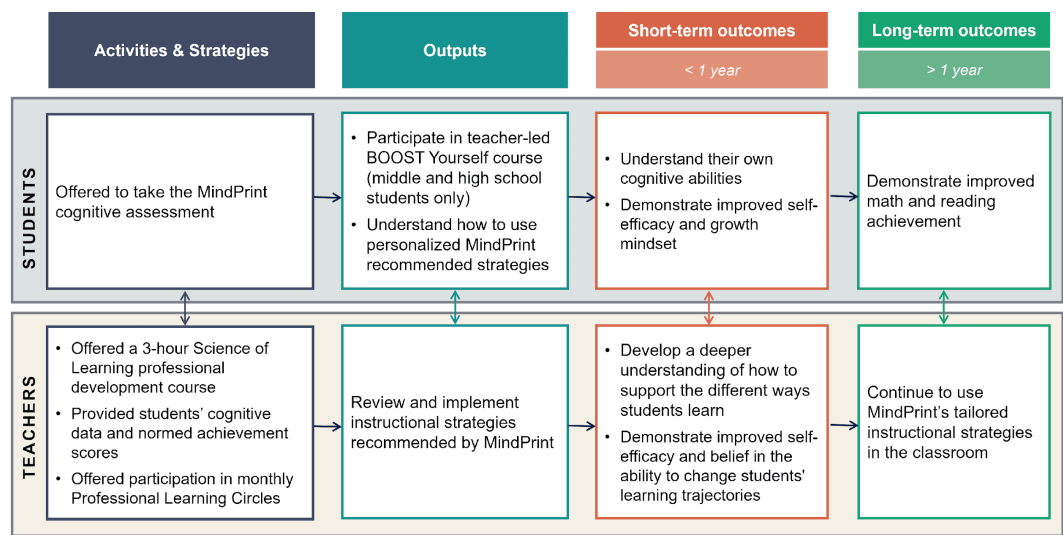 Activities & Strategies
Outputs
Short-term outcomes
< 1 year
Long-term outcomes
> 1 year
STUDENTS
Offered to take the MindPrint
cognitive assessment
• Participate in teacher-led
BOOST Yourself course
(middle and high school
students only)
• Understand how to use
personalized MindPrint
recommended strategies
• Understand their own
cognitive abilities
• Demonstrate improved self-
efficacy and growth
mindset
Demonstrate improved
math and reading
achievement
TEACHERS
• Offered a 3-hour Science of
Learning professional
development course
• Provided students’ cognitive
data and normed achievement
scores
• Offered participation in monthly
Professional Learning Circles
Review and implement
instructional strategies
recommended by MindPrint
• Develop a deeper
understanding of how to
support the different ways
students learn
• Demonstrate improved self-
efficacy and belief in the
ability to change students'
learning trajectories
Continue to use
MindPrint’s tailored
instructional strategies
in the classroom